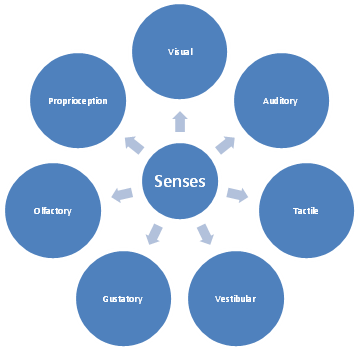 Visual
Proprioception
Auditory
Senses
Olfactory
Tactile
Gustatory
Vestibular